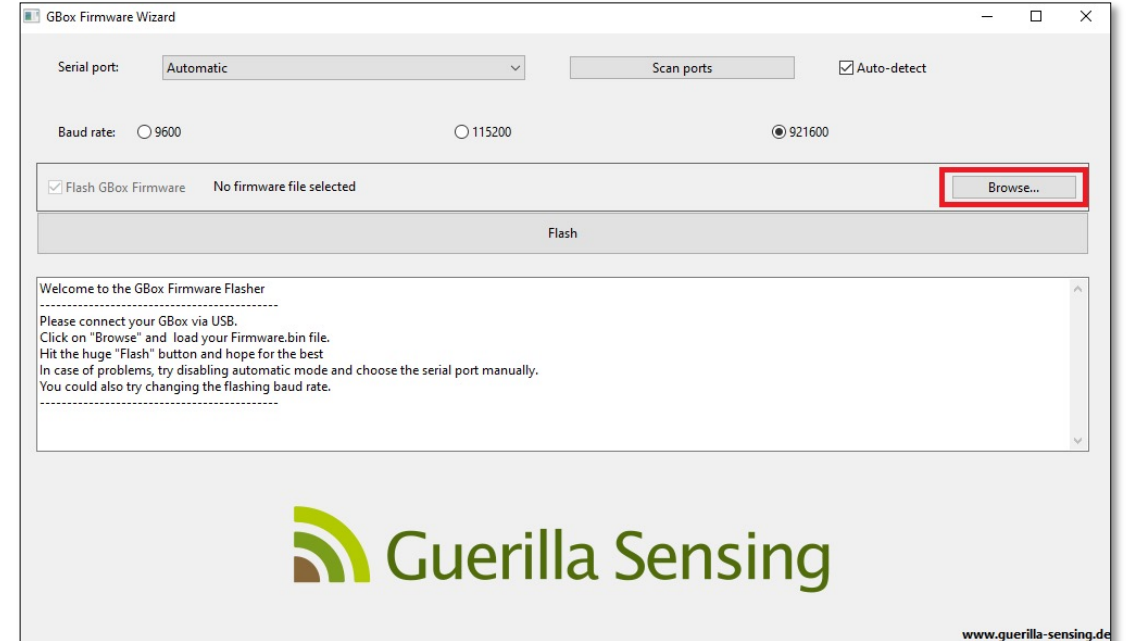 GBox Firmware Wizard
Serial port: Automatic Scan ports Auto-detect
Baud rate: 9600 115200 921600
Flash GBox Firmware No firmware file selected Browse...
Flash
Welcome to the GBox Firmware Flasher
--------------------------------------------
Please connect your GBox via USB.
Click on "Browse" and  load your Firmware.bin file.
Hit the huge "Flash" button and hope for the best
In case of problems, try disabling automatic mode and choose the serial port manually.
You could also try changing the flashing baud rate.
--------------------------------------------
Guerilla Sensing
www.guerilla-sensing.de